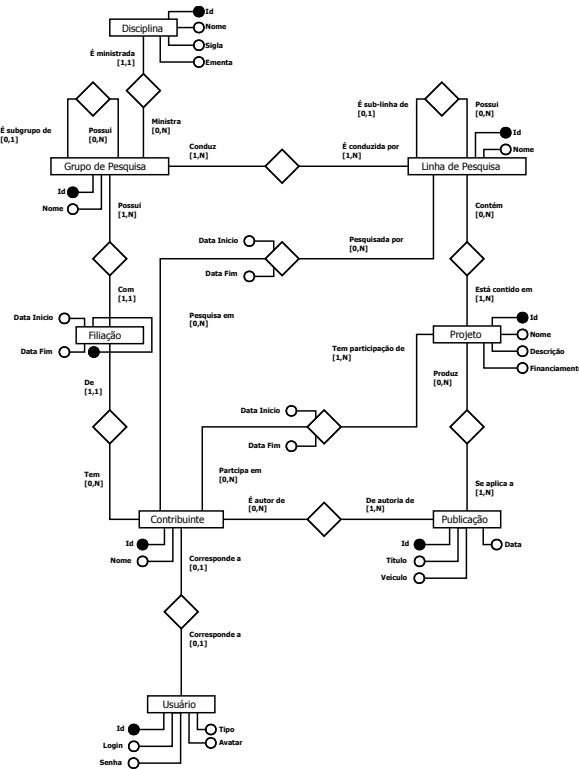 Id
Disciplina
Nome
Sigla
Ementa
É ministrada
[1,1]
É subgrupo de
[0,1]
Possui
[0,N]
Ministra
[0,N]
É sub-linha de
[0,1]
Possui
[0,N]
Id
Nome
Conduz
[1,N]
É conduzida por
[1,N]
Grupo de Pesquisa
Linha de Pesquisa
Id
Nome
Possui
[1,N]
Contém
[0,N]
Data Inicio
Data Fim
Pesquisada por
[0,N]
Com
[1,1]
Está contido em
[1,N]
Data Inicio
Data Fim
Filiação
Pesquisa em
[0,N]
Id
Projeto
Nome
Descrição
Financiamento
Tem participação de
[1,N]
Produz
[0,N]
De
[1,1]
Data Inicio
Data Fim
Tem
[0,N]
Partcipa em
[0,N]
Se aplica a
[1,N]
É autor de
[0,N]
De autoria de
[1,N]
Contribuinte
Publicação
Id
Nome
Id
Título
Veiculo
Data
Corresponde a
[0,1]
Corresponde a
[0,1]
Usuário
Id
Login
Senha
Tipo
Avatar